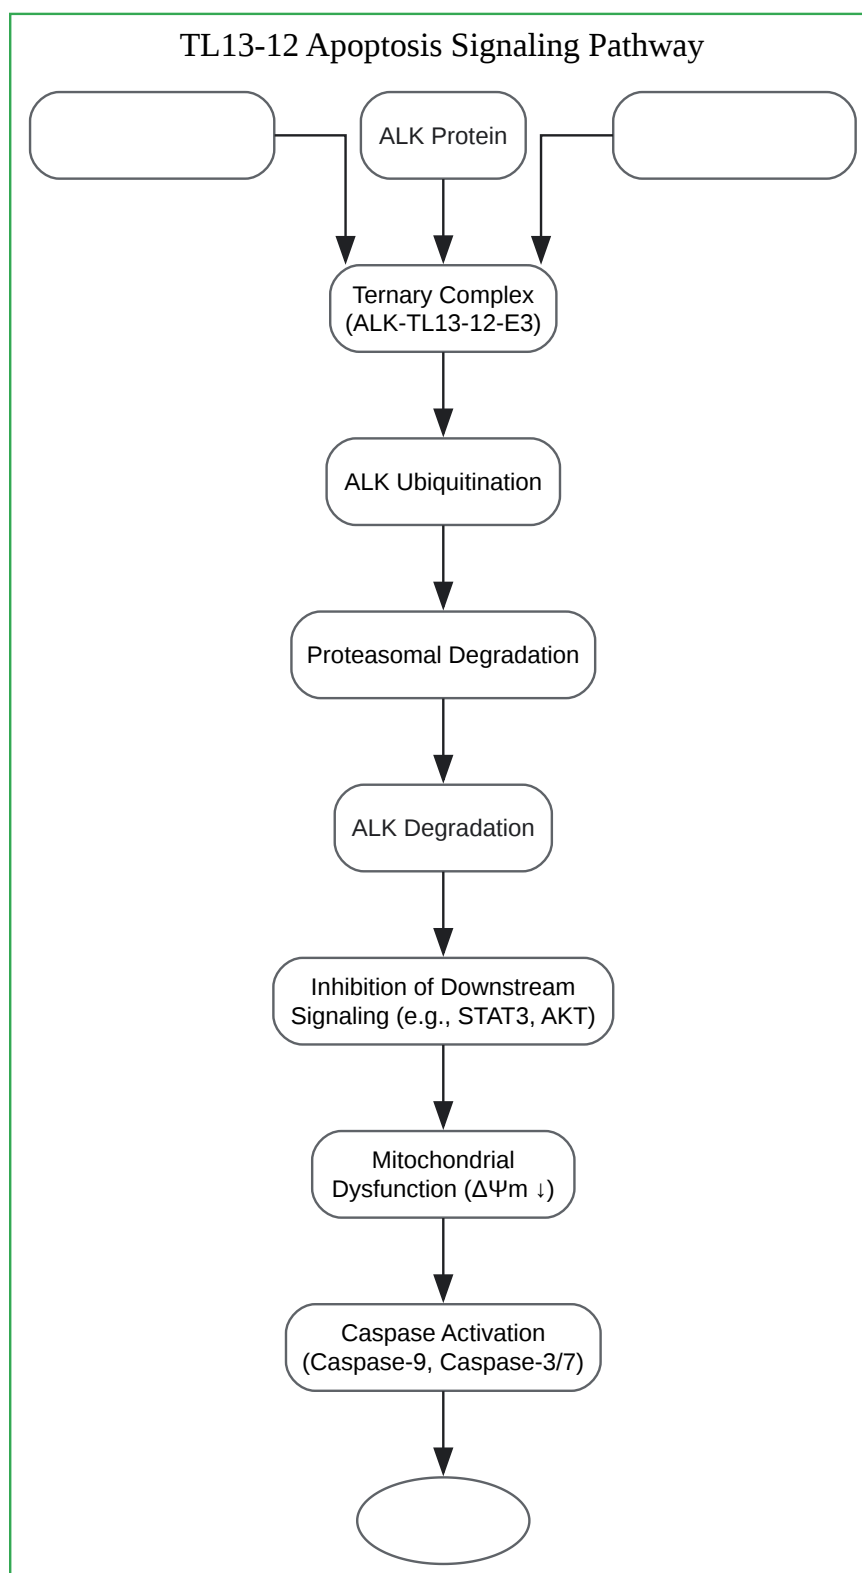 TL13-12 Apoptosis Signaling Pathway
ALK Protein
Ternary Complex
(ALK-TL13-12-E3)
ALK Ubiquitination
Proteasomal Degradation
ALK Degradation
Inhibition of Downstream
Signaling (e.g., STAT3, AKT)
Mitochondrial
Dysfunction (ΔΨm ↓)
Caspase Activation
(Caspase-9, Caspase-3/7)